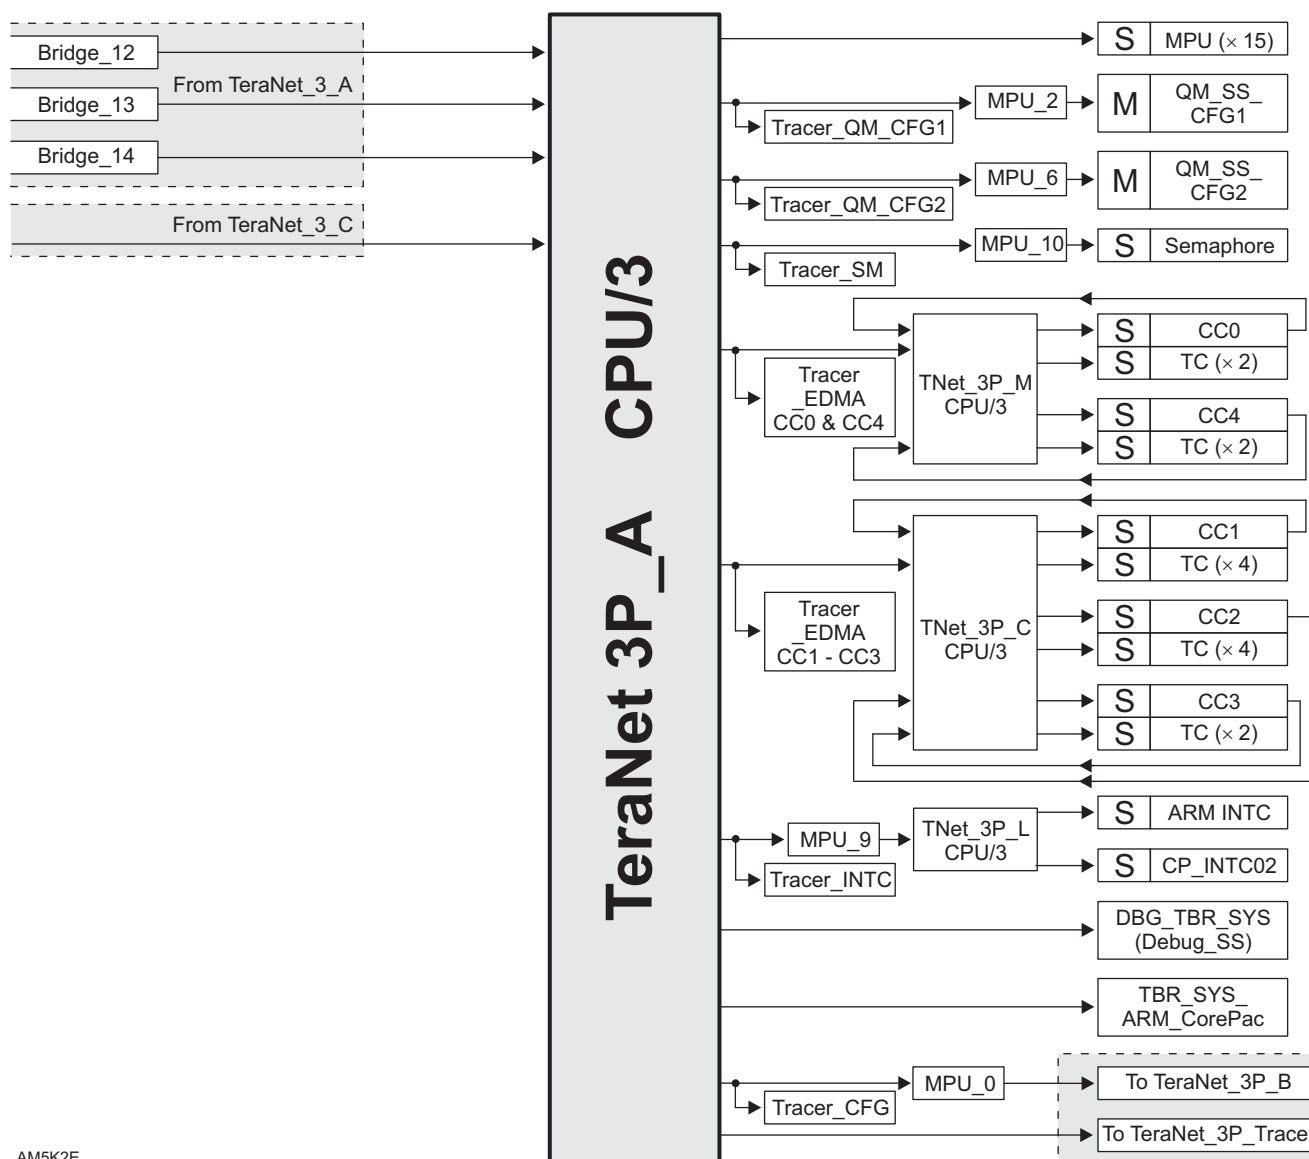 Bridge_12
From TeraNet_3_A
Bridge_13
Bridge_14
From TeraNet_3_C
TeraNet 3P_A CPU/3
S MPU (× 15)
MPU_2
M QM_SS_
CFG1
Tracer_QM_CFG1
MPU_6
M QM_SS_
CFG2
Tracer_QM_CFG2
MPU_10
S Semaphore
Tracer_SM
Tracer
_EDMA
CC0 & CC4
TNet_3P_M
CPU/3
S CC0
S TC (× 2)
S CC4
S TC (× 2)
Tracer
_EDMA
CC1 - CC3
TNet_3P_C
CPU/3
S CC1
S TC (× 4)
S CC2
S TC (× 4)
S CC3
S TC (× 2)
MPU_9
Tracer_INTC
TNet_3P_L
CPU/3
S ARM INTC
S CP_INTC02
DBG_TBR_SYS
(Debug_SS)
TBR_SYS_
ARM_CorePac
MPU_0
To TeraNet_3P_B
Tracer_CFG
To TeraNet_3P_Trace
AM5K2E